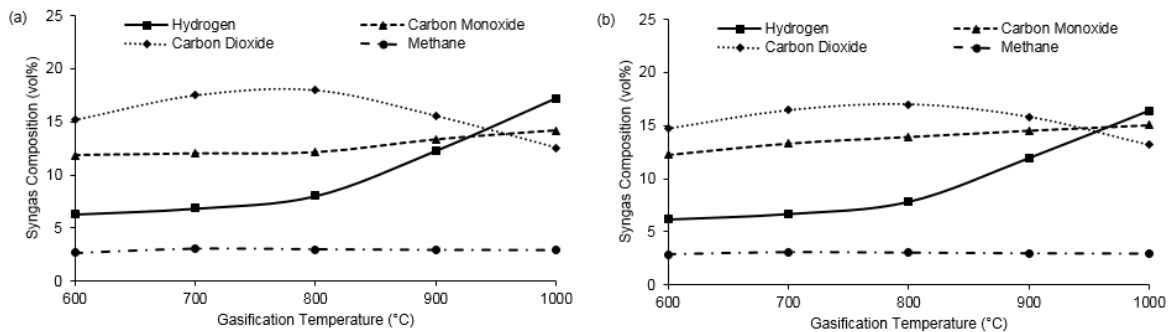 (a)
Hydrogen
Carbon Monoxide
Carbon Dioxide
Methane
Syngas Composition (vol%)
25
20
15
10
5
0
600 700 800 900 1000
Gasification Temperature (°C)
(b)
Hydrogen
Carbon Monoxide
Carbon Dioxide
Methane
Syngas Composition (vol%)
25
20
15
10
5
0
600 700 800 900 1000
Gasification Temperature (°C)